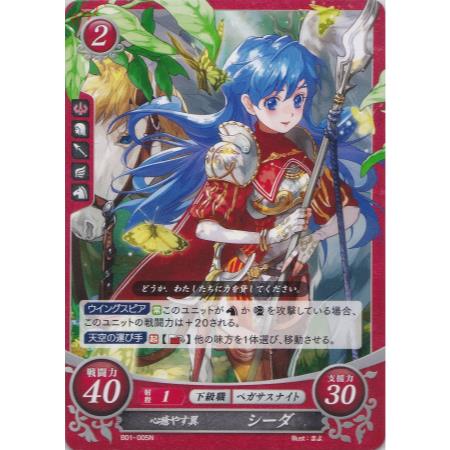 2
どうか、わたしたちに力を貸してください。
ウイングスピア 常 このユニットが か を攻撃している場合、
このユニットの戦闘力は+20される。
天空の運び手 起 【 】他の味方を1体選び、移動させる。
戦闘力
40
射程
1
下級職
ペガサスナイト
支援力
30
心癒やす翼
シーダ
B01-005N
Illust:まよ